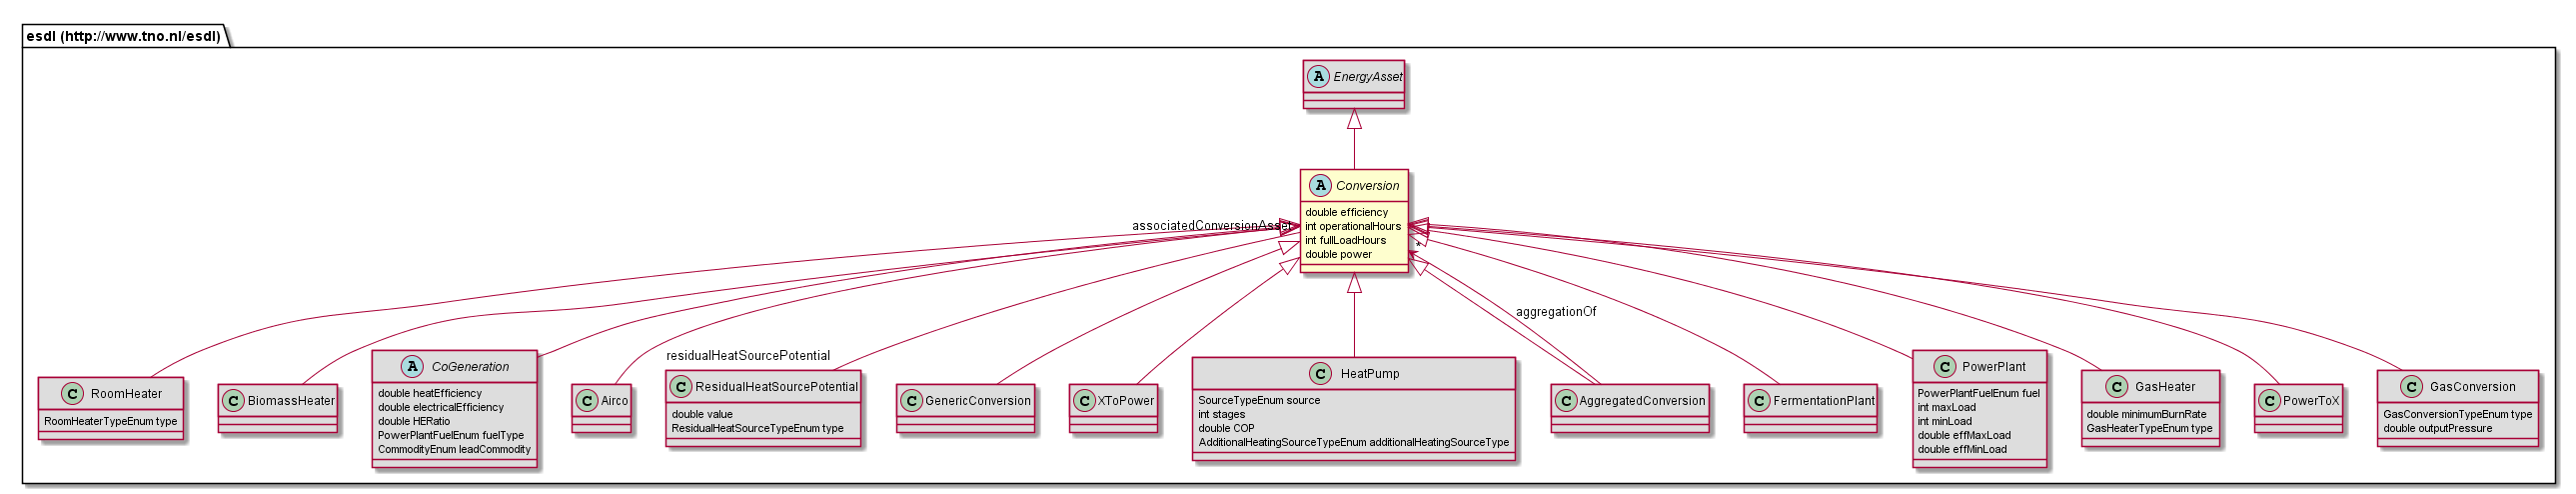 esdl (http://www.tno.nl/esdl)
A EnergyAsset
A Conversion
double efficiency
int operationalHours
int fullLoadHours
double power
associatedConversionAsset
*
aggregationOf
residualHeatSourcePotential
C RoomHeater
RoomHeaterTypeEnum type
C BiomassHeater
A CoGeneration
double heatEfficiency
double electricalEfficiency
double HERatio
PowerPlantFuelEnum fuelType
CommodityEnum leadCommodity
C Airco
C ResidualHeatSourcePotential
double value
ResidualHeatSourceTypeEnum type
C GenericConversion
C XToPower
C HeatPump
SourceTypeEnum source
int stages
double COP
AdditionalHeatingSourceTypeEnum additionalHeatingSourceType
C AggregatedConversion
C FermentationPlant
C PowerPlant
PowerPlantFuelEnum fuel
int maxLoad
int minLoad
double effMaxLoad
double effMinLoad
C GasHeater
double minimumBurnRate
GasHeaterTypeEnum type
C PowerToX
C GasConversion
GasConversionTypeEnum type
double outputPressure